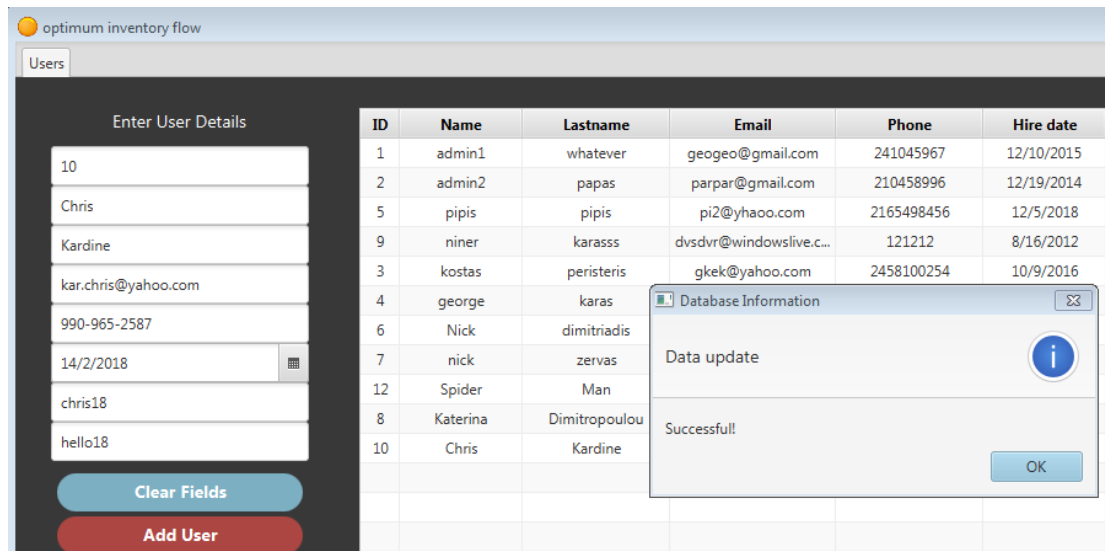 optimum inventory flow
Users
Enter User Details
10
Chris
Kardine
kar.chris@yahoo.com
990-965-2587
14/2/2018
chris18
hello18
Clear Fields
Add User
ID Name Lastname Email Phone Hire date
1 admin1 whatever geogeo@gmail.com 241045967 12/10/2015
2 admin2 papas parpar@gmail.com 210458996 12/19/2014
5 pipis pipis pi2@yhaoo.com 2165498456 12/5/2018
9 niner karasss dvsdvr@windowslive.c... 121212 8/16/2012
3 kostas peristeris gkek@yahoo.com 2458100254 10/9/2016
4 george karas
6 Nick dimitriadis
7 nick zervas
12 Spider Man
8 Katerina Dimitropoulou
10 Chris Kardine
Database Information
Data update
Successful!
OK